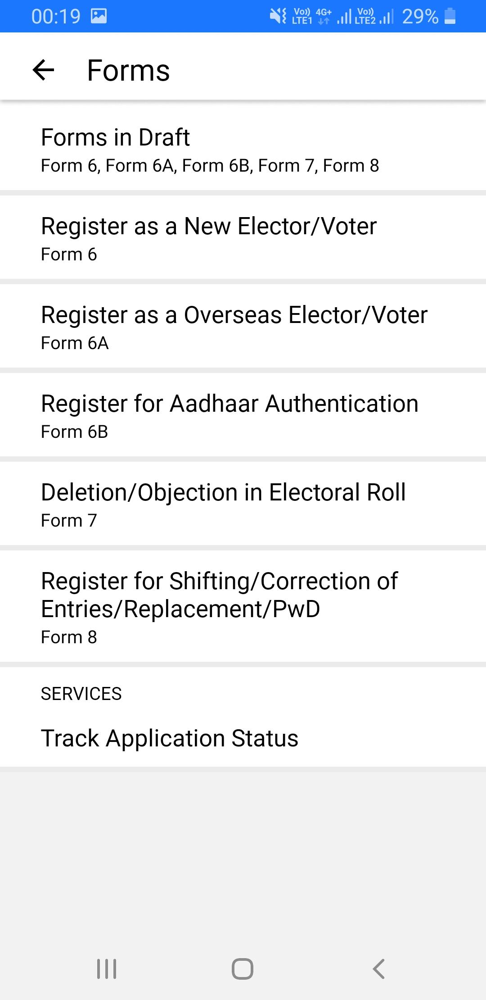 00:19
Vo)) LTE1 4G+ Vo)) LTE2 29%
Forms
Forms in Draft
Form 6, Form 6A, Form 6B, Form 7, Form 8
Register as a New Elector/Voter
Form 6
Register as a Overseas Elector/Voter
Form 6A
Register for Aadhaar Authentication
Form 6B
Deletion/Objection in Electoral Roll
Form 7
Register for Shifting/Correction of
Entries/Replacement/PwD
Form 8
SERVICES
Track Application Status